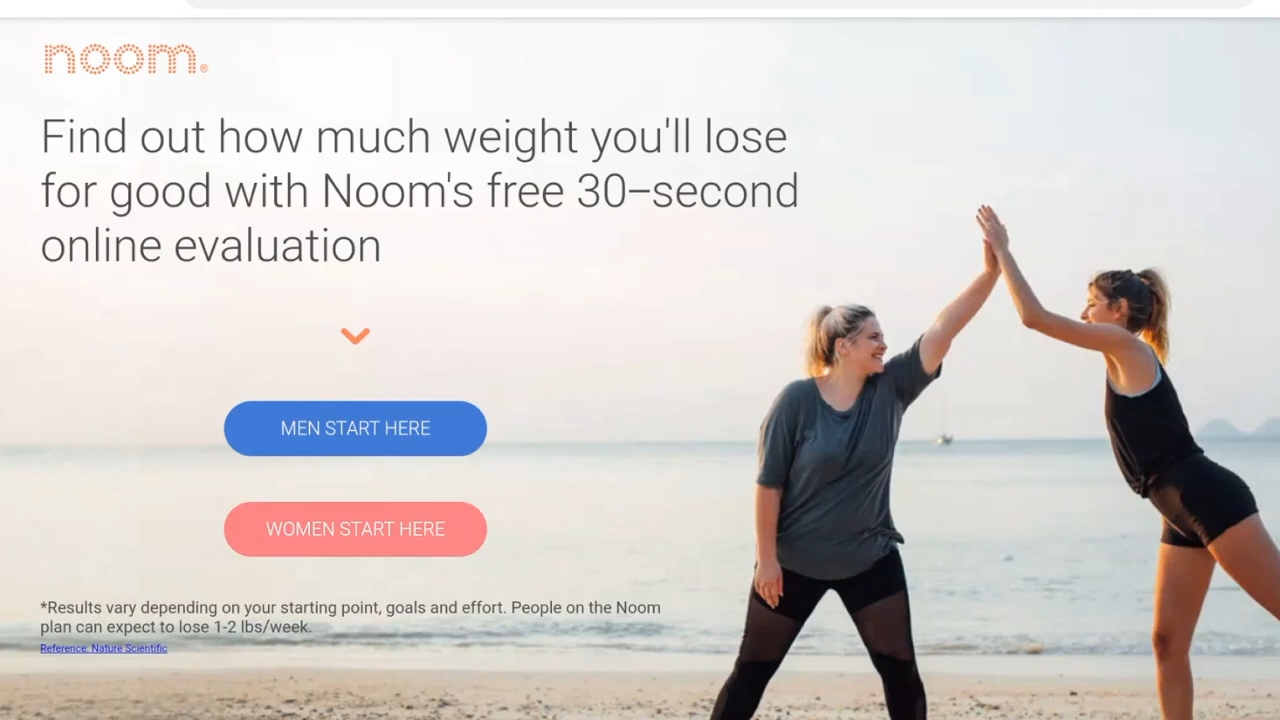 noom®
Find out how much weight you'll lose
for good with Noom's free 30–second
online evaluation
MEN START HERE
WOMEN START HERE
*Results vary depending on your starting point, goals and effort. People on the Noom
plan can expect to lose 1-2 lbs/week.
Reference: Nature Scientific